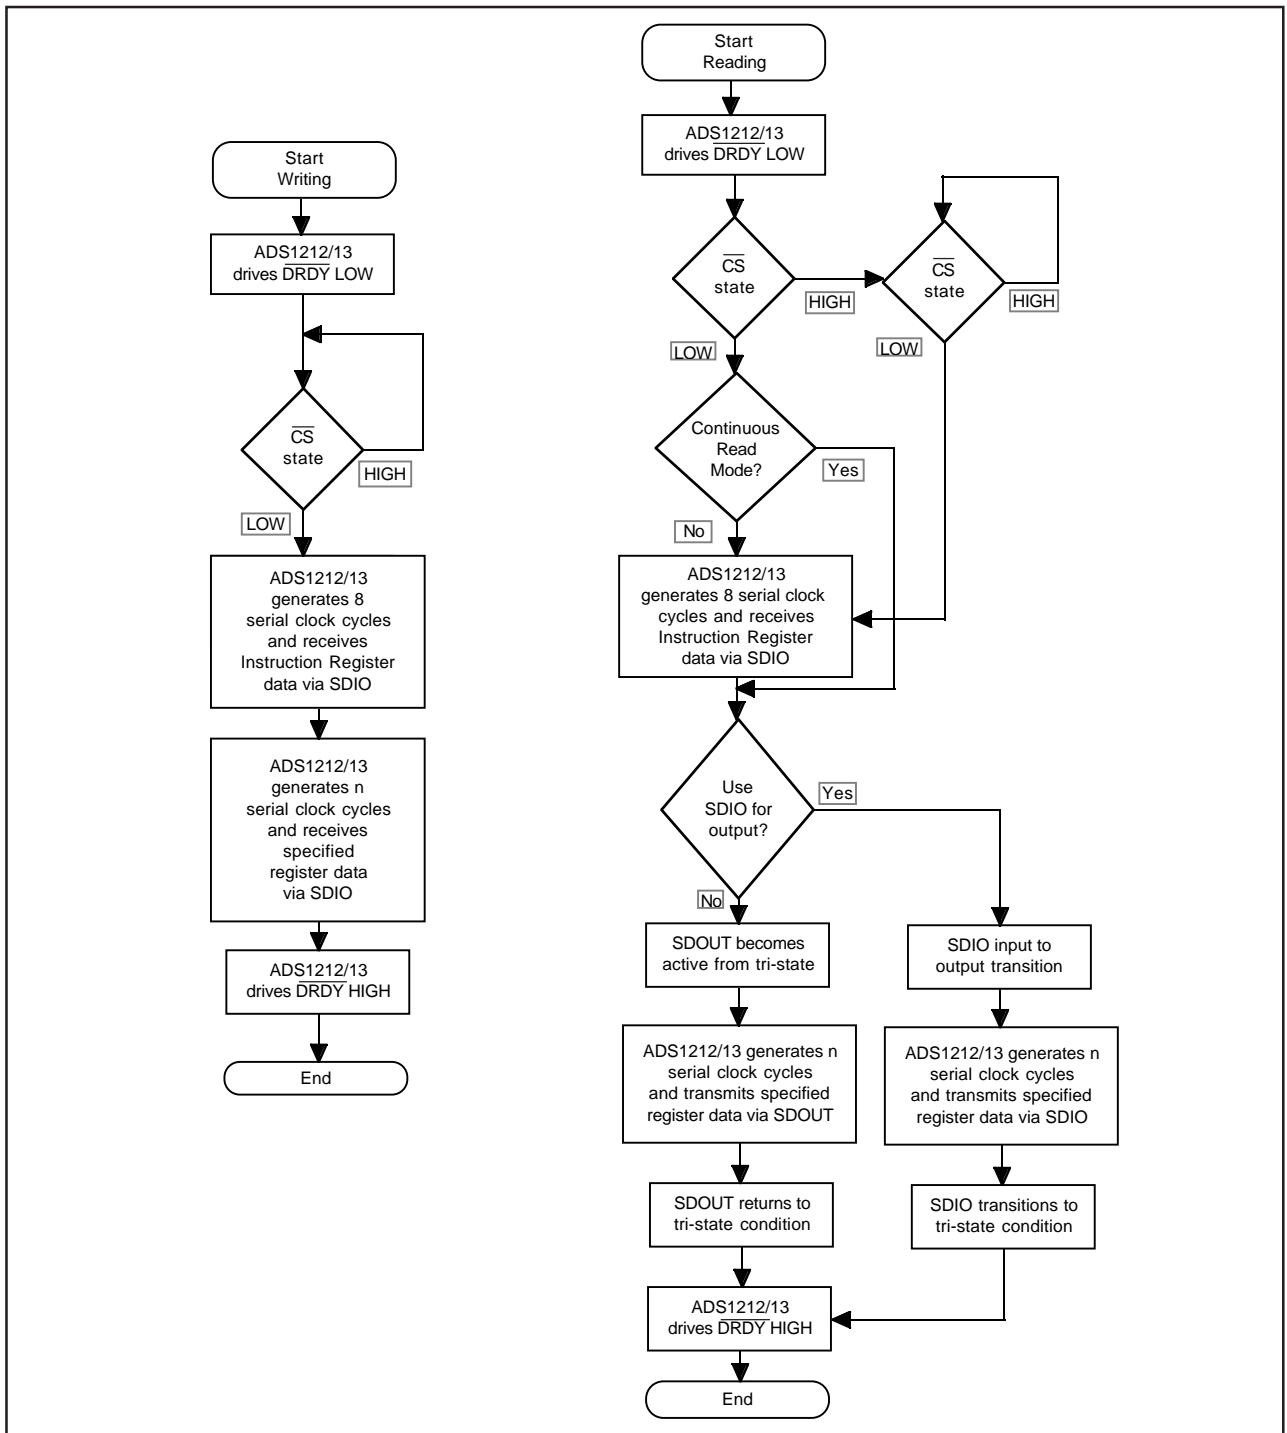 Start
Writing
ADS1212/13
drives DRDY LOW
CS
state
HIGH
LOW
ADS1212/13
generates 8
serial clock cycles
and receives
Instruction Register
data via SDIO
ADS1212/13
generates n
serial clock cycles
and receives
specified
register data
via SDIO
ADS1212/13
drives DRDY HIGH
End
Start
Reading
ADS1212/13
drives DRDY LOW
CS
state
HIGH
CS
state
HIGH
LOW
LOW
Continuous
Read
Mode?
Yes
No
ADS1212/13
generates 8 serial clock
cycles and receives
Instruction Register
data via SDIO
Use
SDIO for
output?
Yes
No
SDOUT becomes
active from tri-state
SDIO input to
output transition
ADS1212/13 generates n
serial clock cycles
and transmits specified
register data via SDOUT
ADS1212/13 generates n
serial clock cycles
and transmits specified
register data via SDIO
SDOUT returns to
tri-state condition
SDIO transitions to
tri-state condition
ADS1212/13
drives DRDY HIGH
End